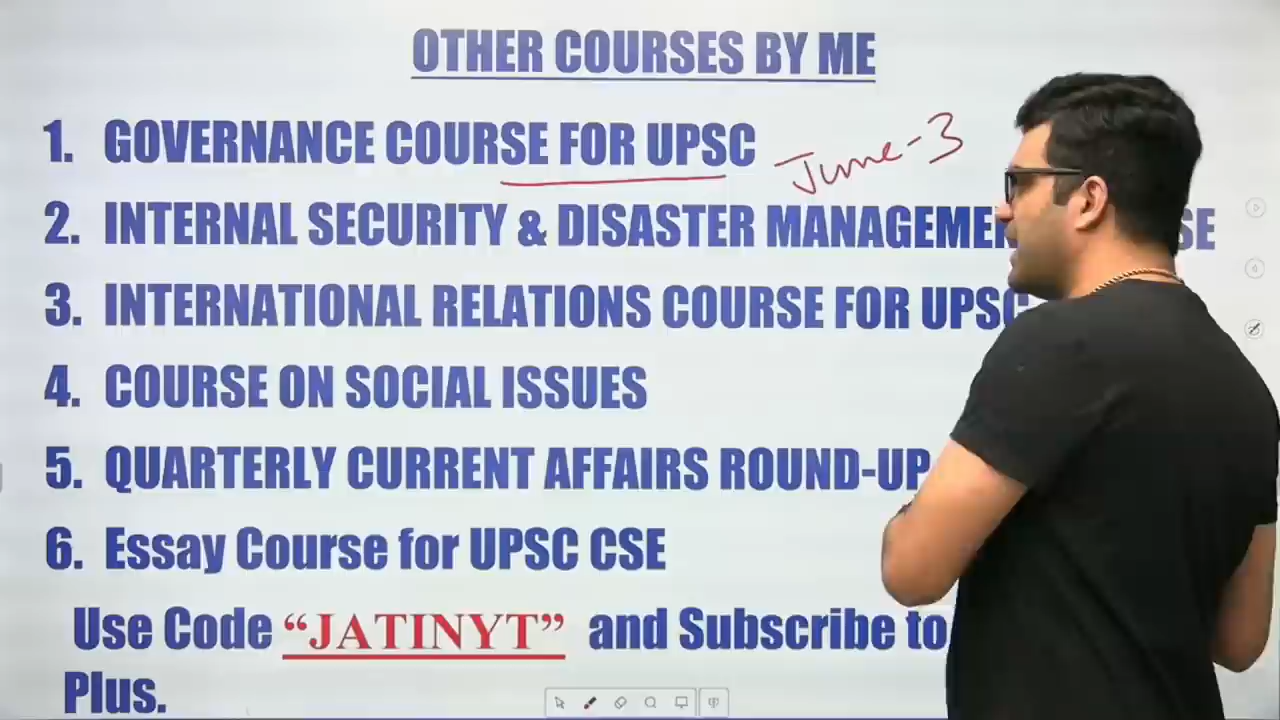 OTHER COURSES BY ME
1. GOVERNANCE COURSE FOR UPSC June-3
2. INTERNAL SECURITY & DISASTER
3. INTERNATIONAL RELATIONS COURSE FOR UPSC
4. COURSE ON SOCIAL ISSUES
5. QUARTERLY CURRENT AFFAIRS ROUND-UP
6. Essay Course for UPSC CSE
Use Code “JATINYT” and Subscribe to
Plus.